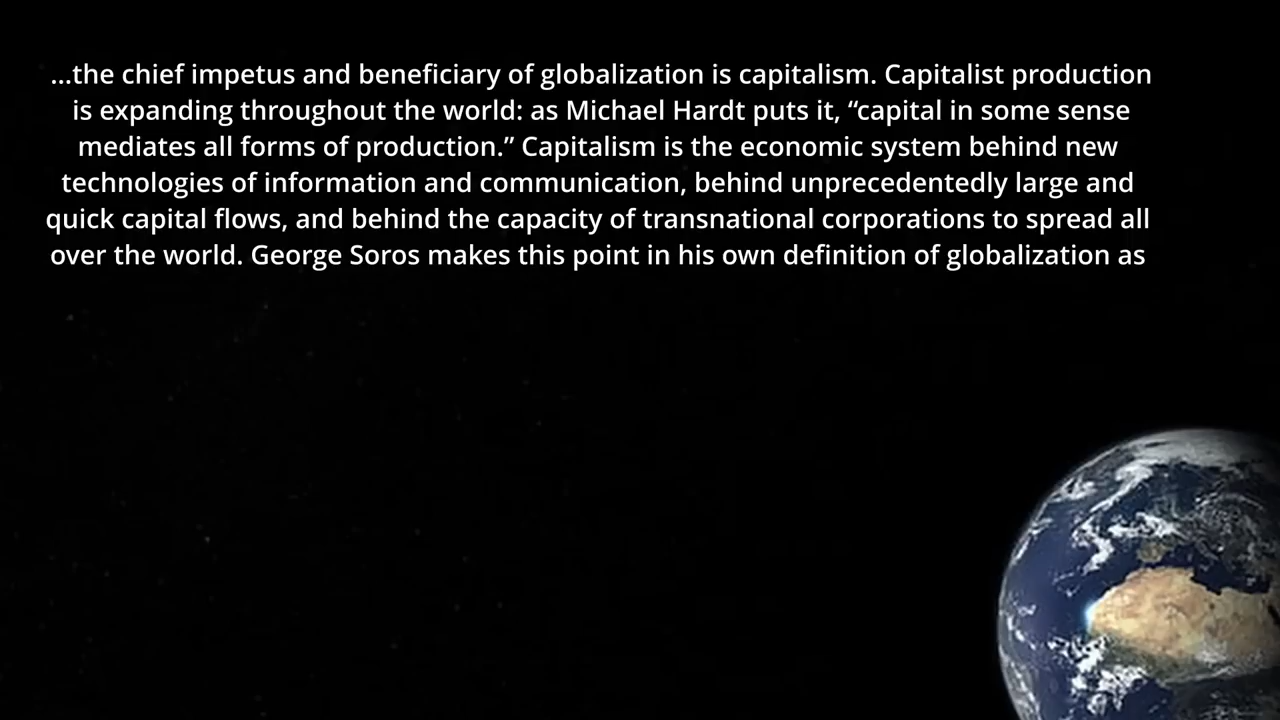 ...the chief impetus and beneficiary of globalization is capitalism. Capitalist production
is expanding throughout the world: as Michael Hardt puts it, “capital in some sense
mediates all forms of production.” Capitalism is the economic system behind new
technologies of information and communication, behind unprecedentedly large and
quick capital flows, and behind the capacity of transnational corporations to spread all
over the world. George Soros makes this point in his own definition of globalization as